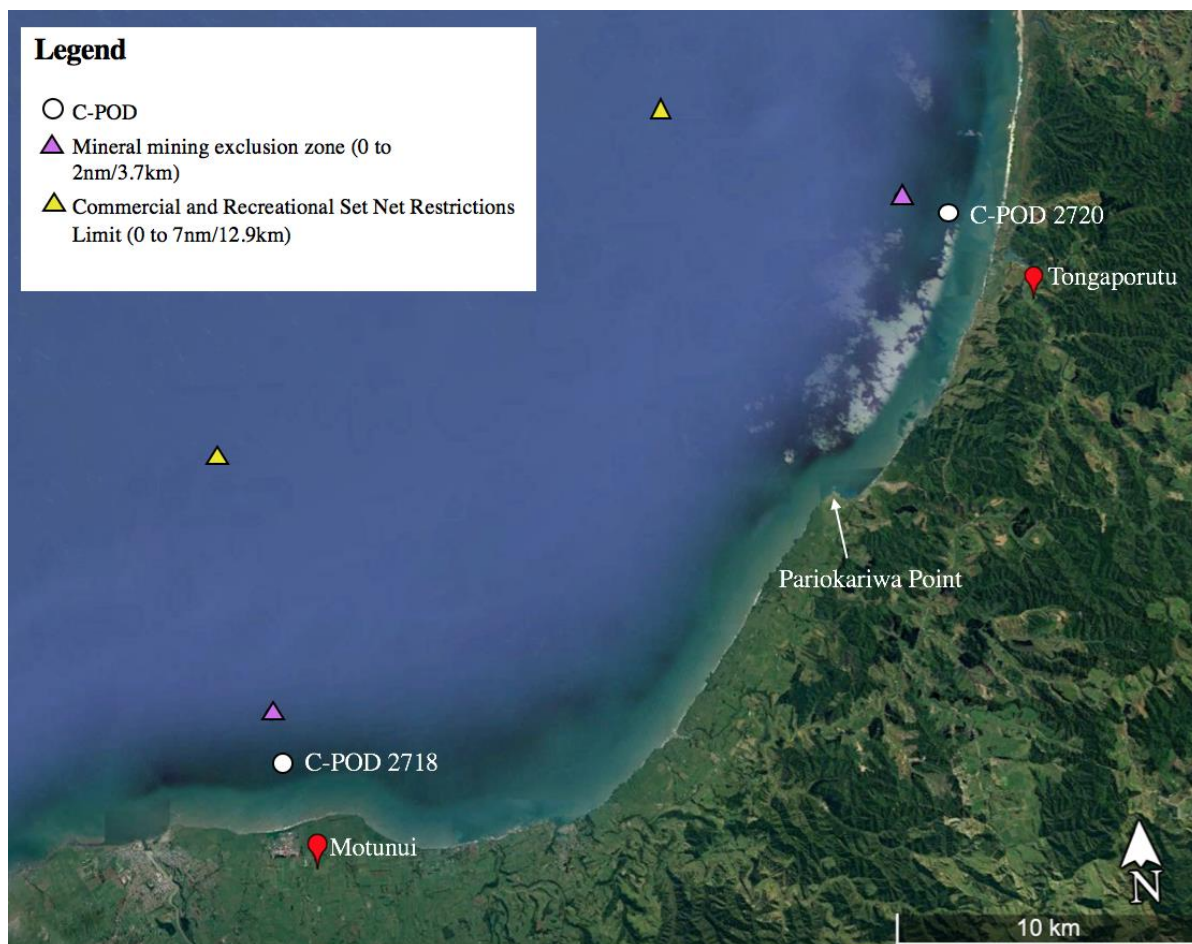 Legend
C-POD
Mineral mining exclusion zone (0 to
2nm/3.7km)
Commercial and Recreational Set Net Restrictions
Limit (0 to 7nm/12.9km)
C-POD 2720
Tongaporutu
Pariokariwa Point
C-POD 2718
Motunui
N
10 km